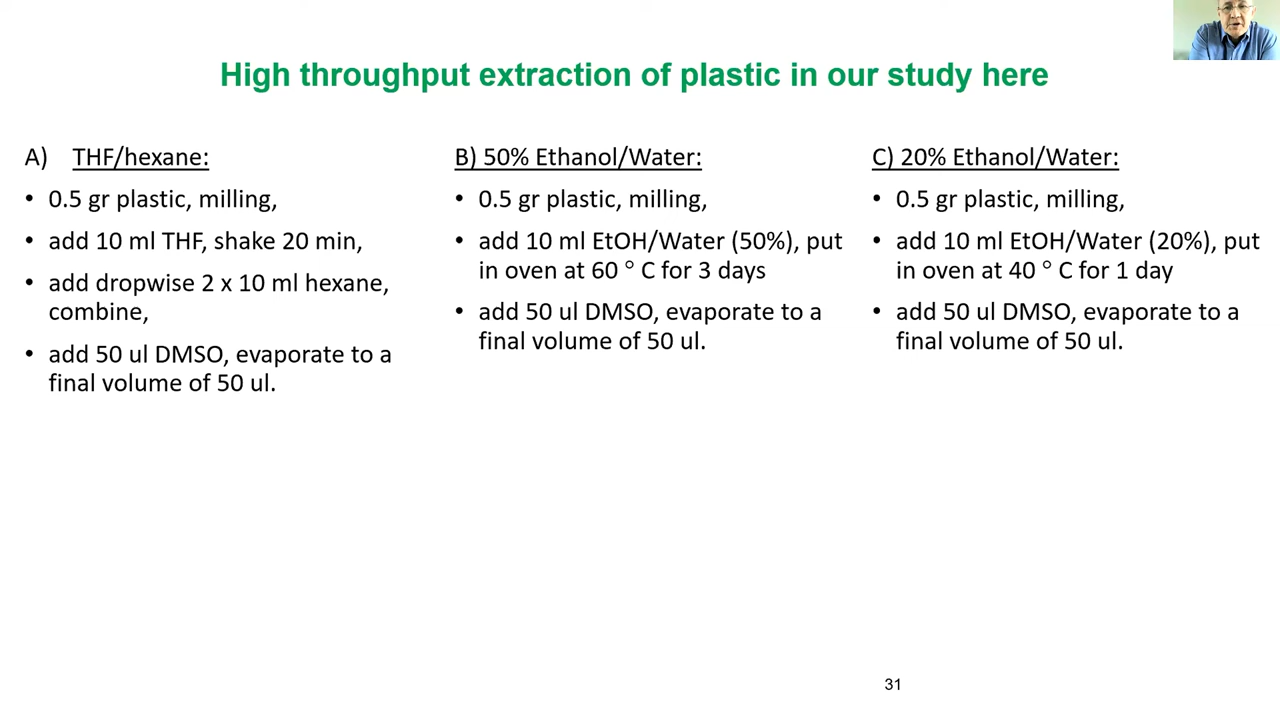 High throughput extraction of plastic in our study here
A) THF/hexane:
• 0.5 gr plastic, milling,
• add 10 ml THF, shake 20 min,
• add dropwise 2 x 10 ml hexane,
combine,
• add 50 ul DMSO, evaporate to a
final volume of 50 ul.
B) 50% Ethanol/Water:
• 0.5 gr plastic, milling,
• add 10 ml EtOH/Water (50%), put
in oven at 60 ° C for 3 days
• add 50 ul DMSO, evaporate to a
final volume of 50 ul.
C) 20% Ethanol/Water:
• 0.5 gr plastic, milling,
• add 10 ml EtOH/Water (20%), put
in oven at 40 ° C for 1 day
• add 50 ul DMSO, evaporate to a
final volume of 50 ul.
31